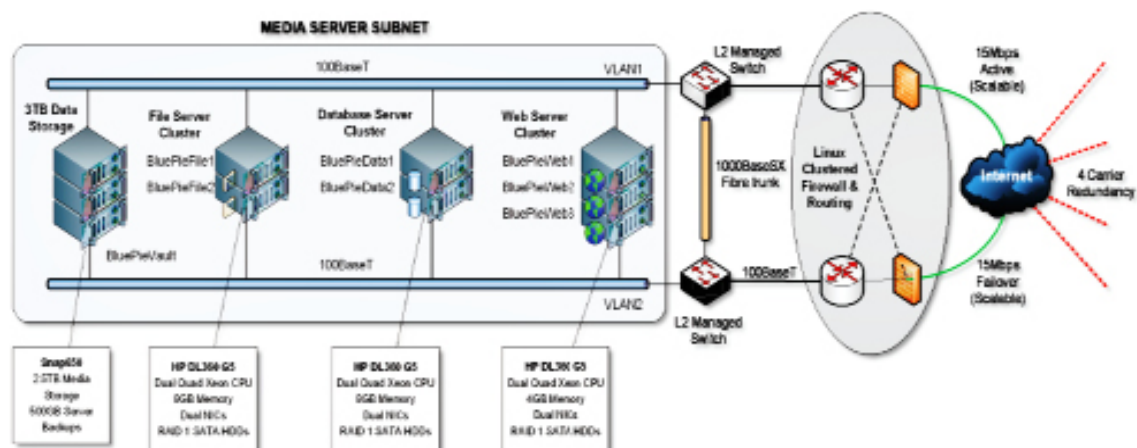 MEDIA SERVER SUBNET
100BaseT
VLAN1
3TB Data
Storage
File Server
Cluster
BluePieFile1
BluePieFile2
Database Server
Cluster
BluePieData1
BluePieData2
Web Server
Cluster
BluePieWeb1
BluePieWeb2
BluePieWeb3
BluePieVault
100BaseT
VLAN2
L2 Managed
Switch
1000BaseSX
Fibre trunk
100BaseT
L2 Managed
Switch
Linux
Clustered
Firewall &
Routing
15Mbps
Active
(Scalable)
Internet
4 Carrier
Redundancy
15Mbps
Failover
(Scalable)
2.5TB Media
Storage
500GB Server
Backups
HP DL360 G5
Dual Quad Xeon CPU
Memory
Dual NICs
RAID 1 SATA HDDs
HP DL380 G5
Dual Quad Xeon CPU
Memory
Dual NICs
RAID 1 SATA HDDs
HP G5
Dual Quad Xeon CPU
4GB Memory
Dual NICs
RAID 1 SATA HDDs